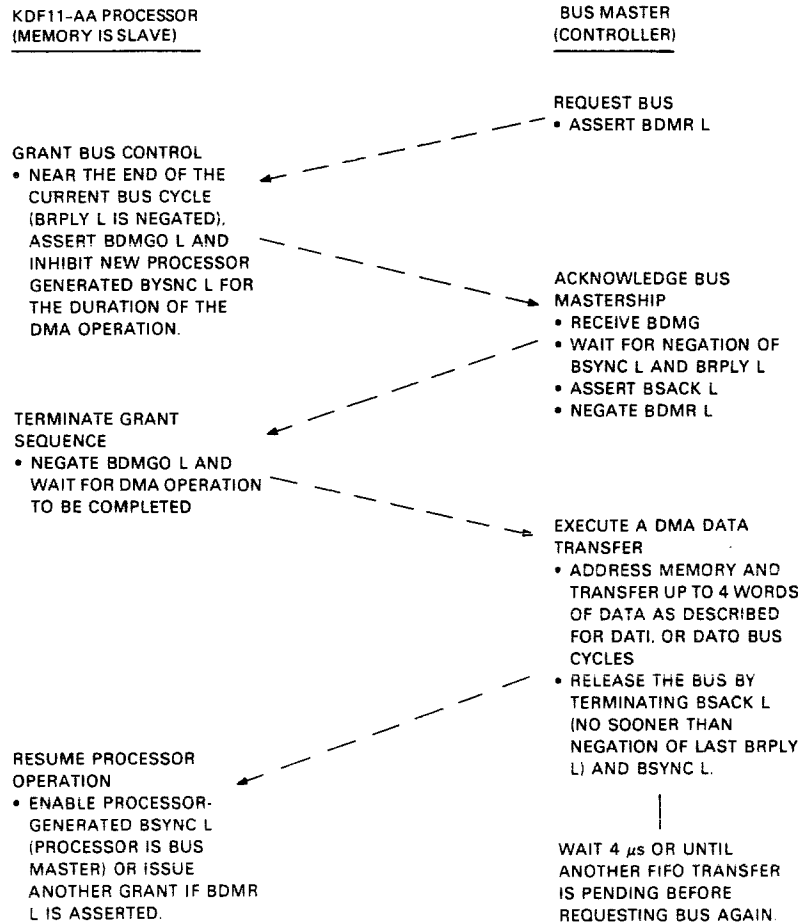 KDF11-AA PROCESSOR
(MEMORY IS SLAVE)
BUS MASTER
(CONTROLLER)
REQUEST BUS
• ASSERT BDMR L
GRANT BUS CONTROL
• NEAR THE END OF THE
CURRENT BUS CYCLE
(BRPLY L IS NEGATED),
ASSERT BDMGO L AND
INHIBIT NEW PROCESSOR
GENERATED BYSNC L FOR
THE DURATION OF THE
DMA OPERATION.
ACKNOWLEDGE BUS
MASTERSHIP
• RECEIVE BDMG
• WAIT FOR NEGATION OF
BSYNC L AND BRPLY L
• ASSERT BSACK L
• NEGATE BDMR L
TERMINATE GRANT
SEQUENCE
• NEGATE BDMGO L AND
WAIT FOR DMA OPERATION
TO BE COMPLETED
EXECUTE A DMA DATA
TRANSFER
• ADDRESS MEMORY AND
TRANSFER UP TO 4 WORDS
OF DATA AS DESCRIBED
FOR DATI, OR DATO BUS
CYCLES
• RELEASE THE BUS BY
TERMINATING BSACK L
(NO SOONER THAN
NEGATION OF LAST BRPLY
L) AND BSYNC L.
RESUME PROCESSOR
OPERATION
• ENABLE PROCESSOR-
GENERATED BSYNC L
(PROCESSOR IS BUS
MASTER) OR ISSUE
ANOTHER GRANT IF BDMR
L IS ASSERTED.
WAIT 4 µs OR UNTIL
ANOTHER FIFO TRANSFER
IS PENDING BEFORE
REQUESTING BUS AGAIN.